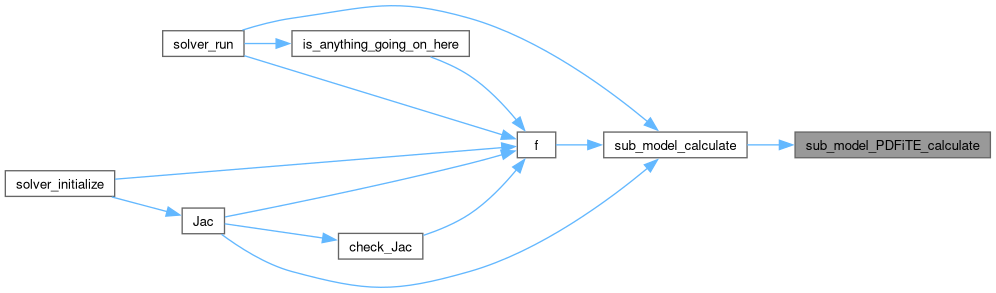 solver_run
is_anything_going_on_here
f
sub_model_calculate
sub_model_PDFiTE_calculate
solver_initialize
Jac
check_Jac